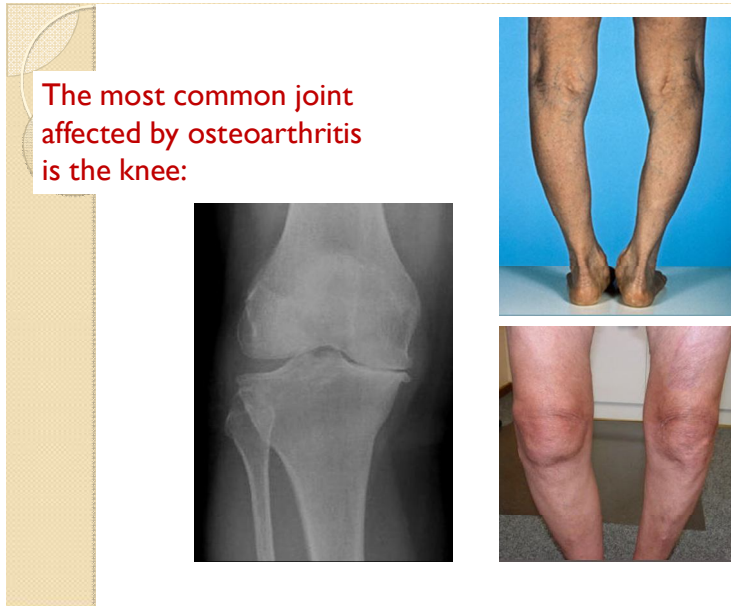 The most common joint
affected by osteoarthritis
is the knee: